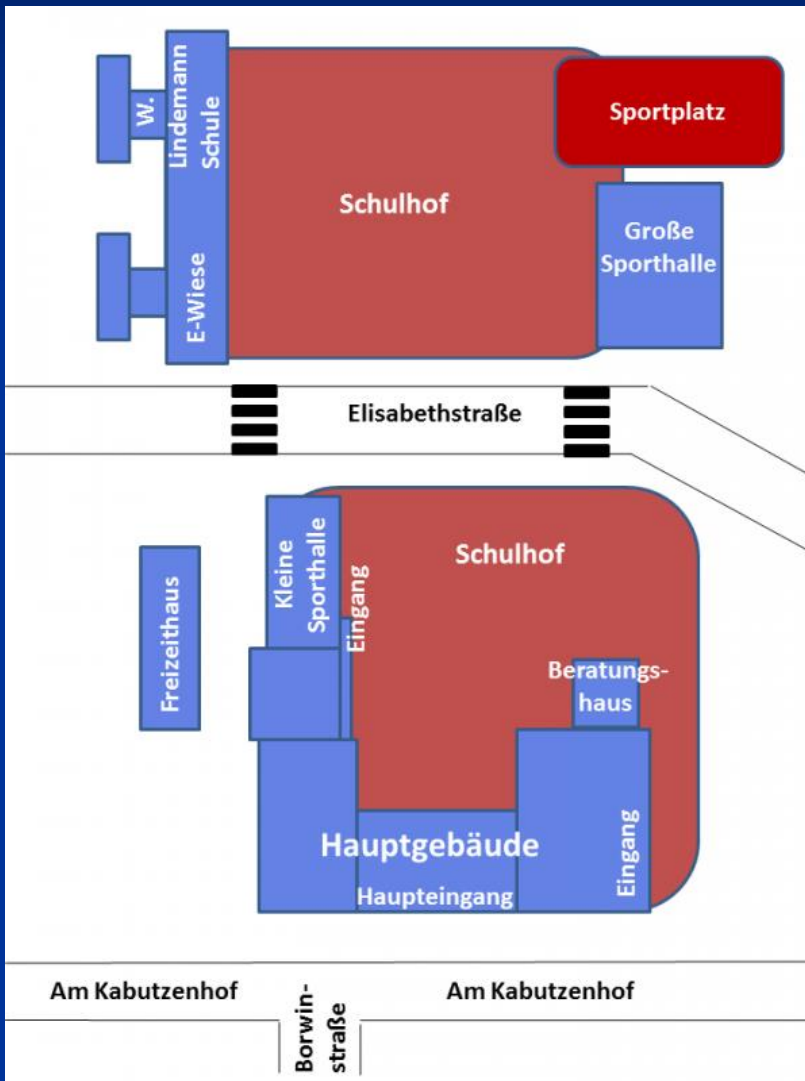 W.
Lindemann
Schule
E-Wiese
Schulhof
Sportplatz
Große
Sporthalle
Elisabethstraße
Freizeithaus
Kleine
Sporthalle
Eingang
Schulhof
Beratungs-
haus
Hauptgebäude
Haupteingang
Eingang
Am Kabutzenhof
Borwin-
straße
Am Kabutzenhof